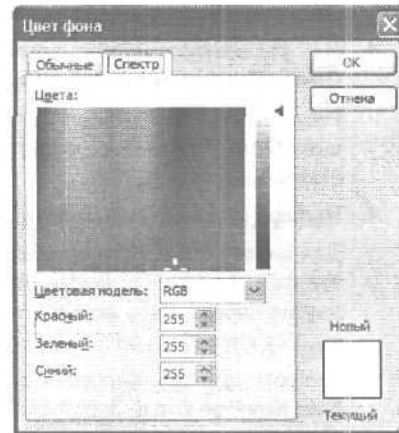 Цвет фона
Обычные Спектр
OK
Отмена
Цвета:
Цветовая модель: RGB
Красный: 255
Зеленый: 255
Синий: 255
Новый
Текущий